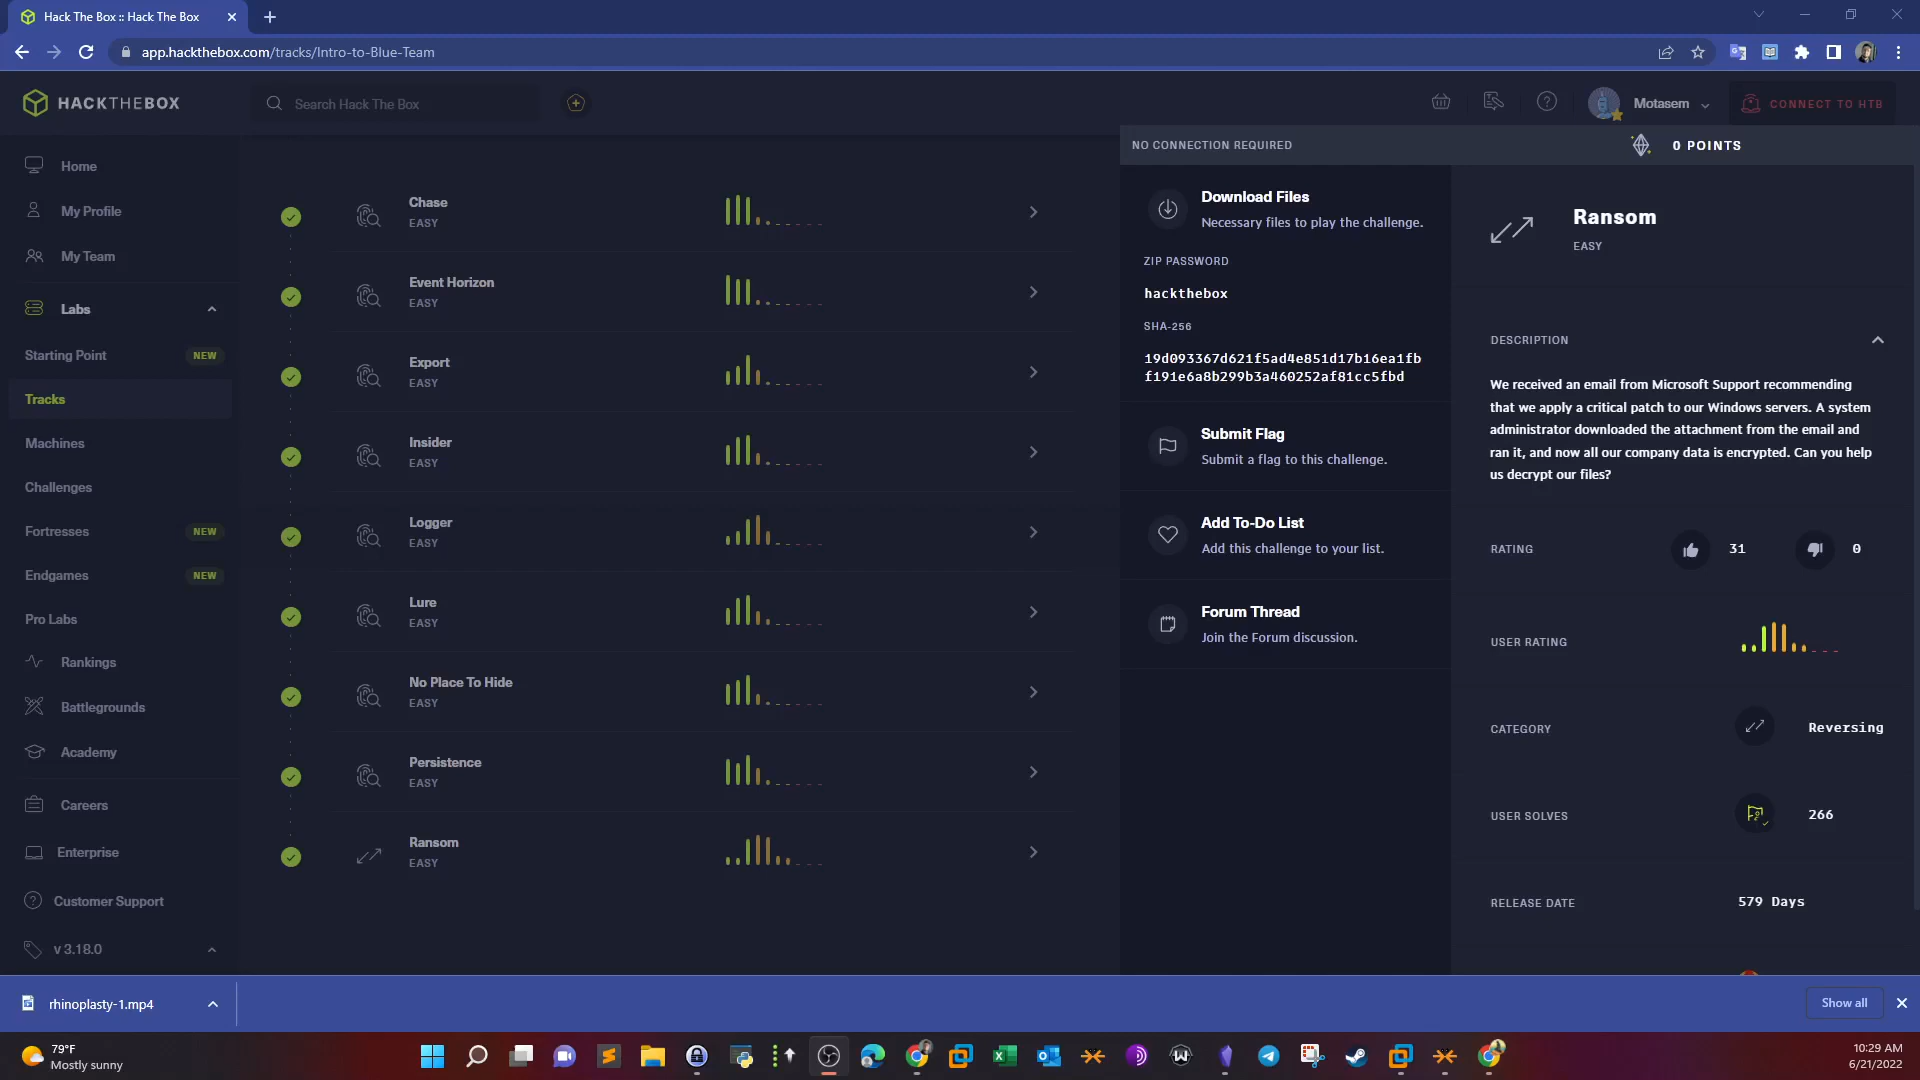 Hack The Box :: Hack The Box
app.hackthebox.com/tracks/Intro-to-Blue-Team
HACKTHEBOX
Search Hack The Box
Motasem
CONNECT TO HTB
NO CONNECTION REQUIRED
0 POINTS
Home
My Profile
My Team
Labs
Starting Point
NEW
Tracks
Machines
Challenges
Fortresses
NEW
Endgames
NEW
Pro Labs
Rankings
Battlegrounds
Academy
Careers
Enterprise
Customer Support
v 3.18.0
Chase
EASY
Event Horizon
EASY
Export
EASY
Insider
EASY
Logger
EASY
Lure
EASY
No Place To Hide
EASY
Persistence
EASY
Ransom
EASY
Download Files
Necessary files to play the challenge.
ZIP PASSWORD
hackthebox
SHA-256
19d093367d621f5ad4e851d17b16ea1fb
f191e6a8b299b3a460252af81cc5fbd
Submit Flag
Submit a flag to this challenge.
Add To-Do List
Add this challenge to your list.
Forum Thread
Join the Forum discussion.
Ransom
EASY
DESCRIPTION
We received an email from Microsoft Support recommending
that we apply a critical patch to our Windows servers. A system
administrator downloaded the attachment from the email and
ran it, and now all our company data is encrypted. Can you help
us decrypt our files?
RATING
31
0
USER RATING
CATEGORY
Reversing
USER SOLVES
266
RELEASE DATE
579 Days
rhinoplasty-1.mp4
Show all
79°F
Mostly sunny
10:29 AM
6/21/2022